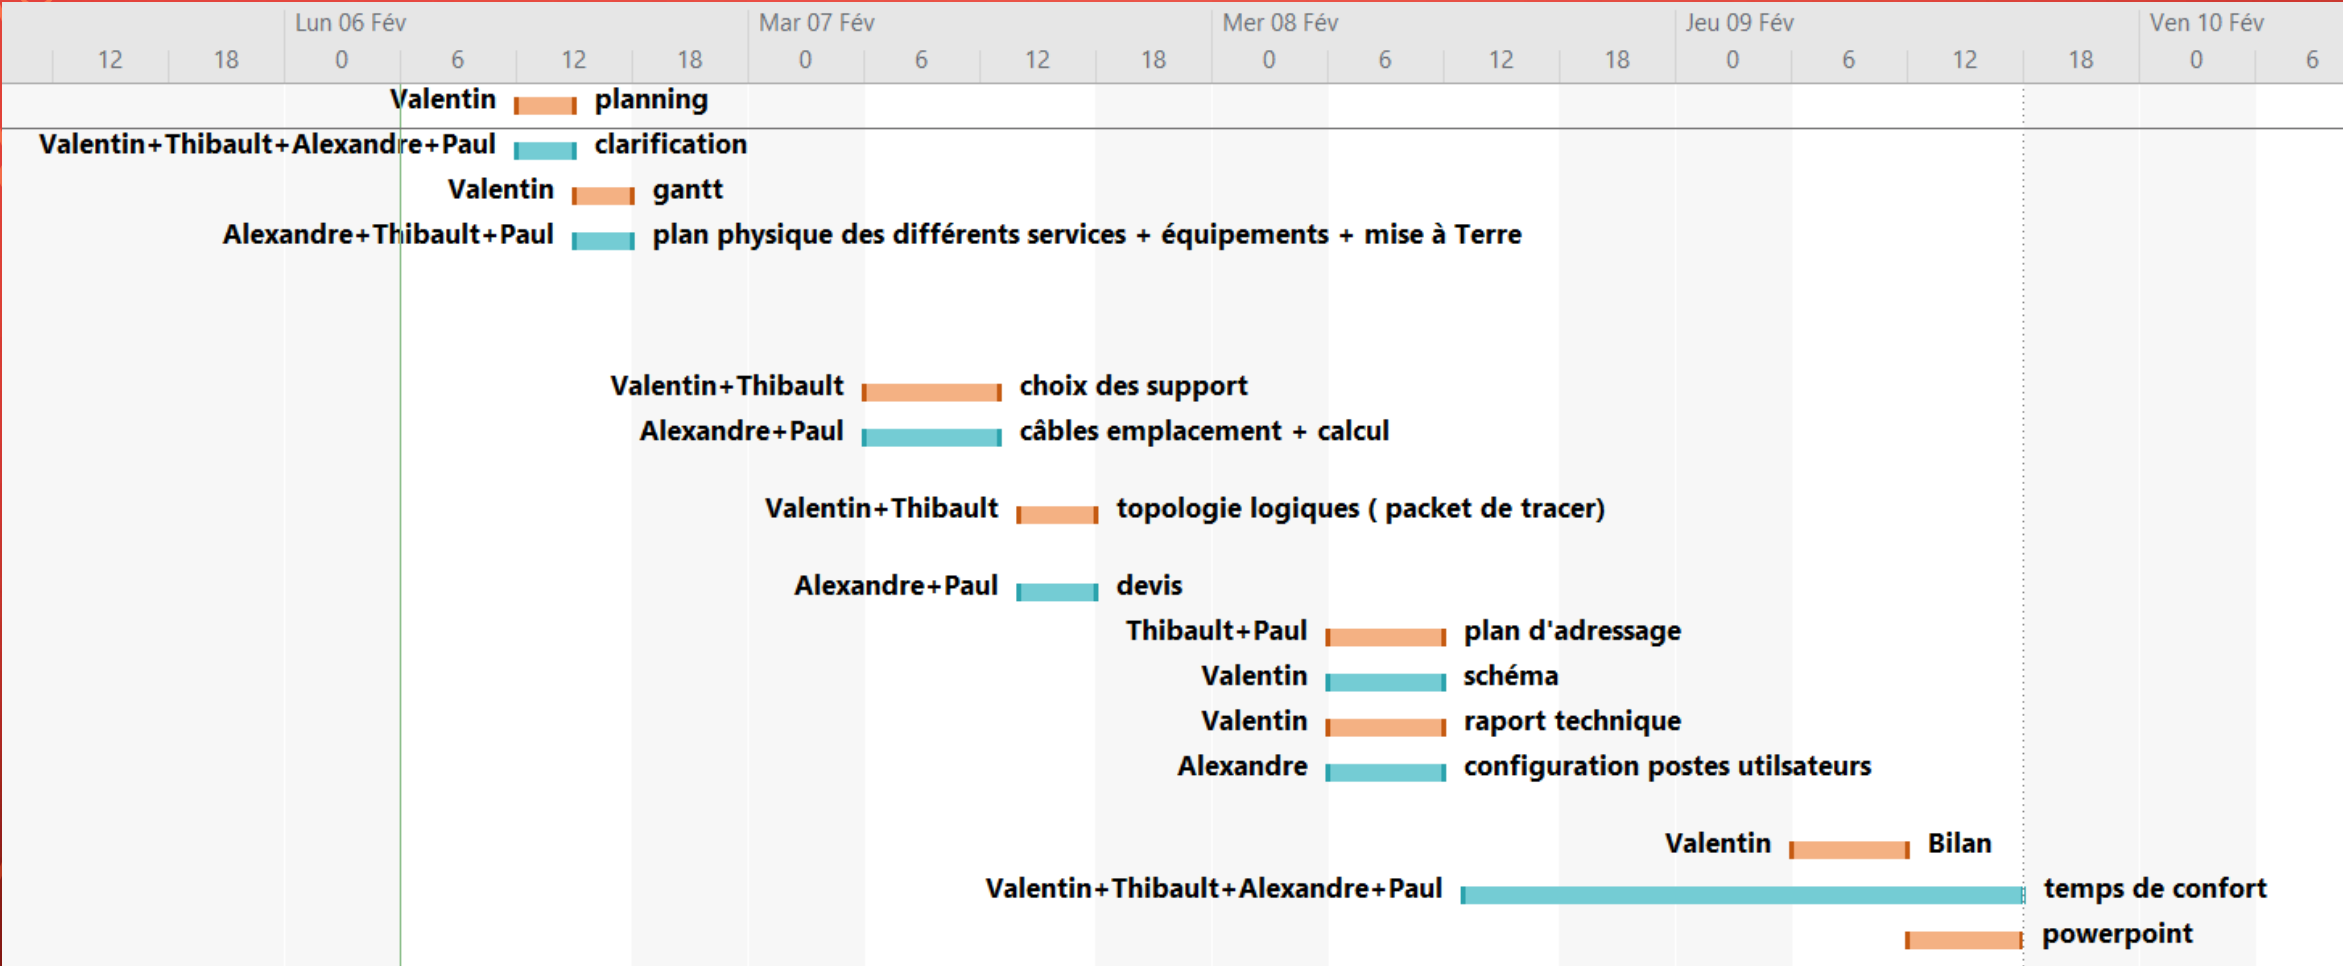 Lun 06 Fév Mar 07 Fév Mer 08 Fév Jeu 09 Fév Ven 10 Fév
12 18 0 6 12 18 0 6 12 18 0 6 12 18 0 6 12 18 0 6
Valentin planning
Valentin+Thibault+Alexandre+Paul clarification
Valentin gantt
Alexandre+Thibault+Paul plan physique des différents services + équipements + mise à Terre
Valentin+Thibault choix des support
Alexandre+Paul câbles emplacement + calcul
Valentin+Thibault topologie logiques ( packet de tracer)
Alexandre+Paul devis
Thibault+Paul plan d'adressage
Valentin schéma
Valentin raport technique
Alexandre configuration postes utilsateurs
Valentin Bilan
Valentin+Thibault+Alexandre+Paul temps de confort
powerpoint